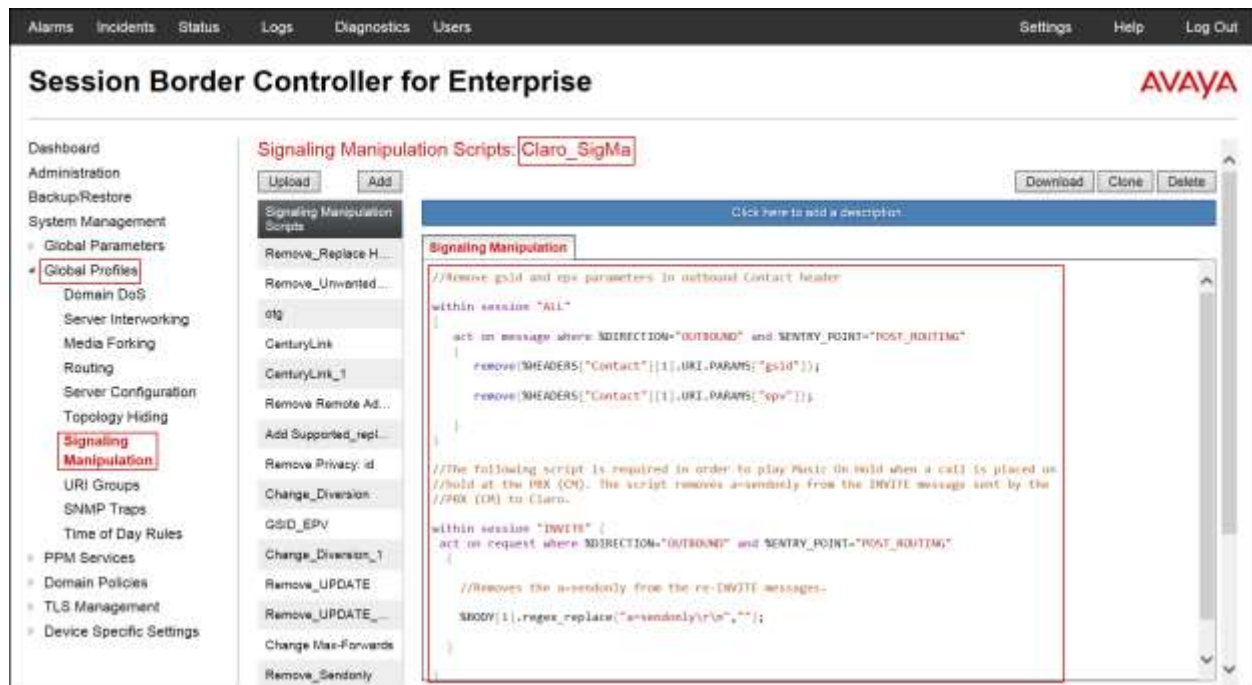 Alarms Incidents Status Logs Diagnostics Users Settings Help Log Out
Session Border Controller for Enterprise
AVAYA
Dashboard
Administration
Backup/Restore
System Management
Global Parameters
Global Profiles
Domain DoS
Server Interworking
Media Forking
Routing
Server Configuration
Topology Hiding
Signaling
Manipulation
URI Groups
SNMP Traps
Time of Day Rules
PPM Services
Domain Policies
TLS Management
Device Specific Settings
Signaling Manipulation Scripts: Claro_SigMa
Upload Add Download Clone Delete
Signaling Manipulation
Scripts
Remove_Replace H...
Remove_Unwanted...
otg
CenturyLink
CenturyLink_1
Remove Remote Ad...
Add Supported_repl...
Remove Privacy: id
Change_Diversion
GSID_EPV
Change_Diversion_1
Remove_UPDATE
Remove_UPDATE_...
Change Max-Forwards
Remove_Sendonly
Click here to add a description.
Signaling Manipulation
//Remove gsid and epv parameters in outbound Contact header
within session "ALL"
{
act on message where %DIRECTION="OUTBOUND" and %ENTRY_POINT="POST_ROUTING"
{
remove(%HEADERS["Contact"][1].URI.PARAMS["gsid"]);
remove(%HEADERS["Contact"][1].URI.PARAMS["epv"]);
}
}
//The following script is required in order to play Music On Hold when a call is placed on
//hold at the PBX (CM). The script removes a=sendonly from the INVITE message sent by the
//PBX (CM) to Claro.
within session "INVITE" {
act on request where %DIRECTION="OUTBOUND" and %ENTRY_POINT="POST_ROUTING"
{
//Removes the a=sendonly from the re-INVITE messages.
%BODY[1].regex_replace("a=sendonly\r\n","");
}
}